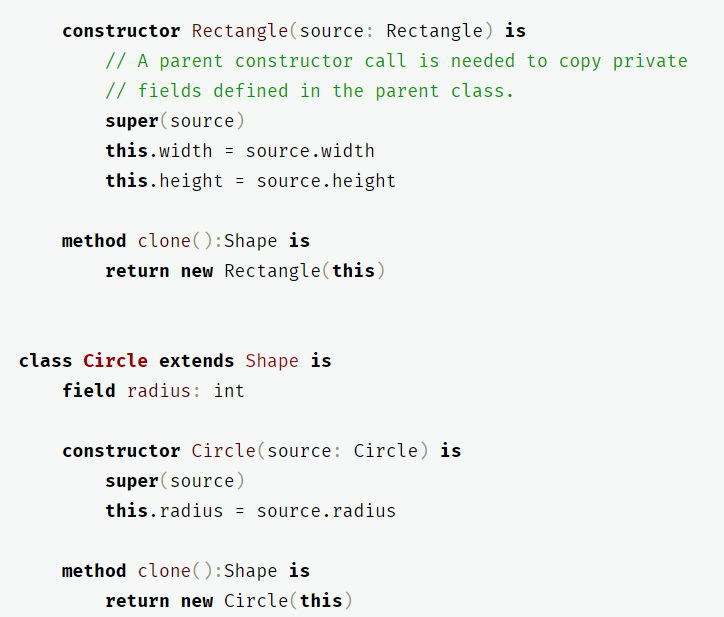 constructor Rectangle(source: Rectangle) is
// A parent constructor call is needed to copy private
// fields defined in the parent class.
super(source)
this.width = source.width
this.height = source.height
method clone():Shape is
return new Rectangle(this)
class Circle extends Shape is
field radius: int
constructor Circle(source: Circle) is
super(source)
this.radius = source.radius
method clone():Shape is
return new Circle(this)